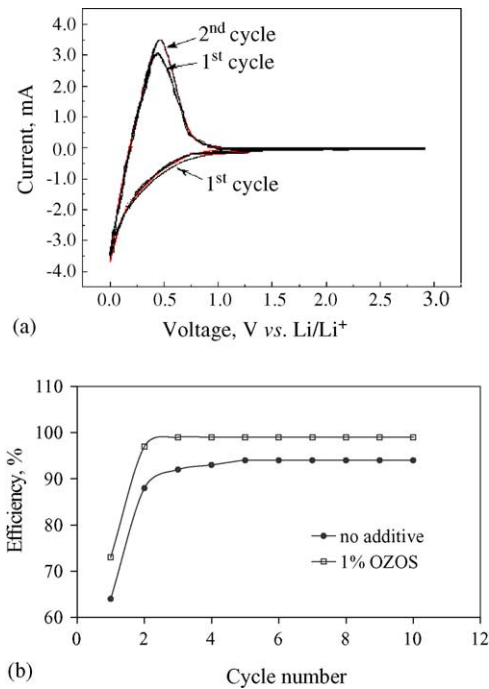 (a)
Current, mA
4.0
3.0
2.0
1.0
0.0
-1.0
-2.0
-3.0
-4.0
2nd cycle
1st cycle
1st cycle
0.0 0.5 1.0 1.5 2.0 2.5 3.0
Voltage, V vs. Li/Li+
(b)
Efficiency, %
110
100
90
80
70
60
no additive
1% OZOS
0 2 4 6 8 10 12
Cycle number